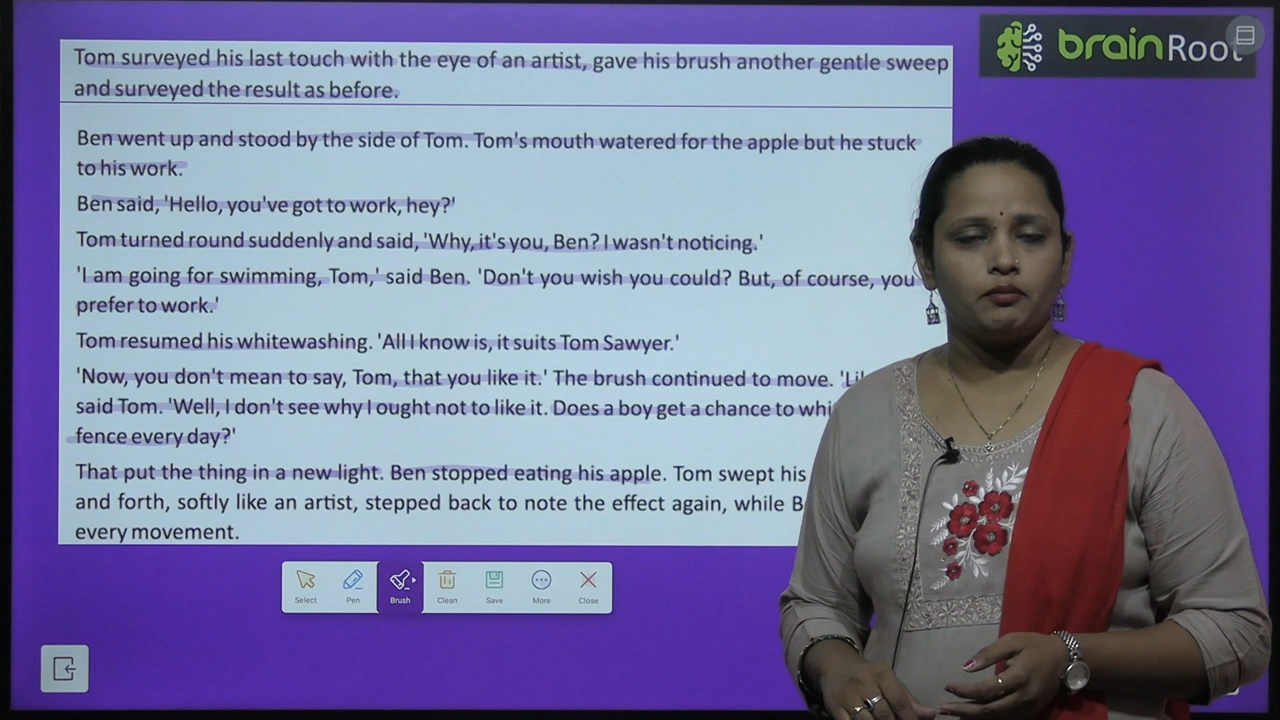 Tom surveyed his last touch with the eye of an artist, gave his brush another gentle sweep
and surveyed the result as before.
Ben went up and stood by the side of Tom. Tom's mouth watered for the apple but he stuck
to his work.
Ben said, 'Hello, you've got to work, hey?'
Tom turned round suddenly and said, 'Why, it's you, Ben? I wasn't noticing.'
'I am going for swimming, Tom,' said Ben. 'Don't you wish you could? But, of course, you
prefer to work.'
Tom resumed his whitewashing. 'All I know is, it suits Tom Sawyer.'
'Now, you don't mean to say, Tom, that you like it.' The brush continued to move.
said Tom. 'Well, I don't see why I ought not to like it. Does a boy get a chance to
fence every day?'
That put the thing in a new light. Ben stopped eating his apple. Tom swept his
and forth, softly like an artist, stepped back to note the effect again, while
every movement.
brainRoot
Select Pen Brush Clean Save More Close